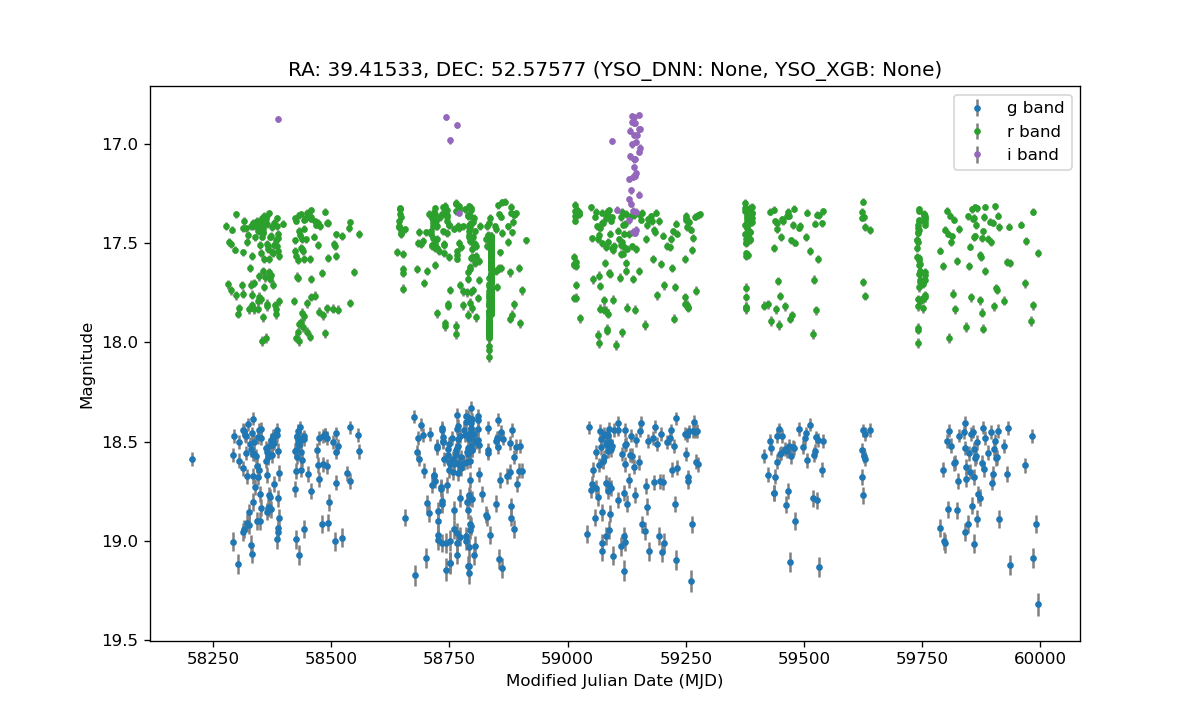 RA: 39.41533, DEC: 52.57577 (YSO_DNN: None, YSO_XGB: None)
g band
r band
i band
17.0
17.5
18.0
18.5
19.0
19.5
Magnitude
58250
58500
58750
59000
59250
59500
59750
60000
Modified Julian Date (MJD)